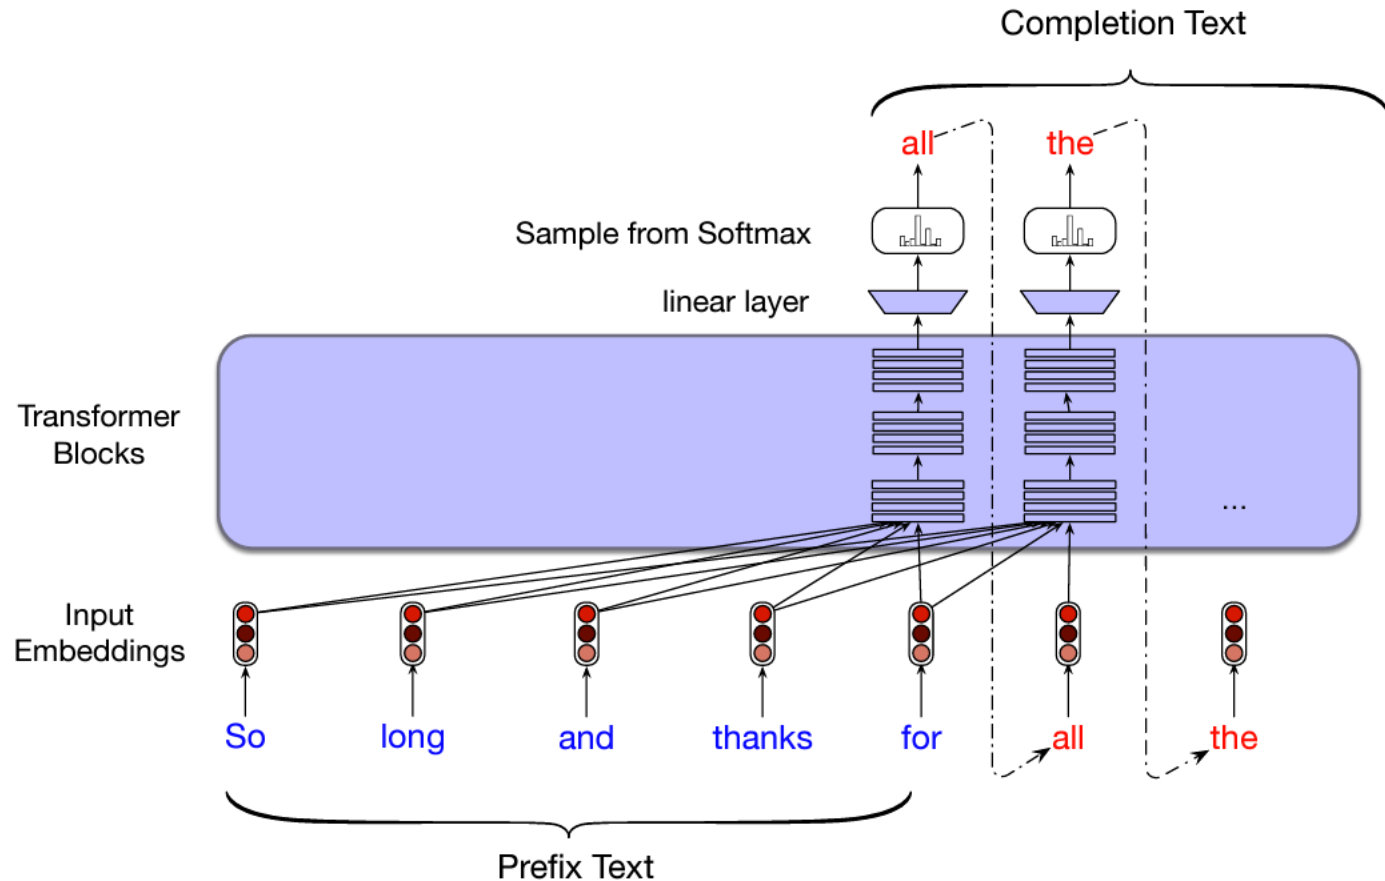 Completion Text
all the
Sample from Softmax
linear layer
Transformer
Blocks
...
Input
Embeddings
So long and thanks for all the
Prefix Text